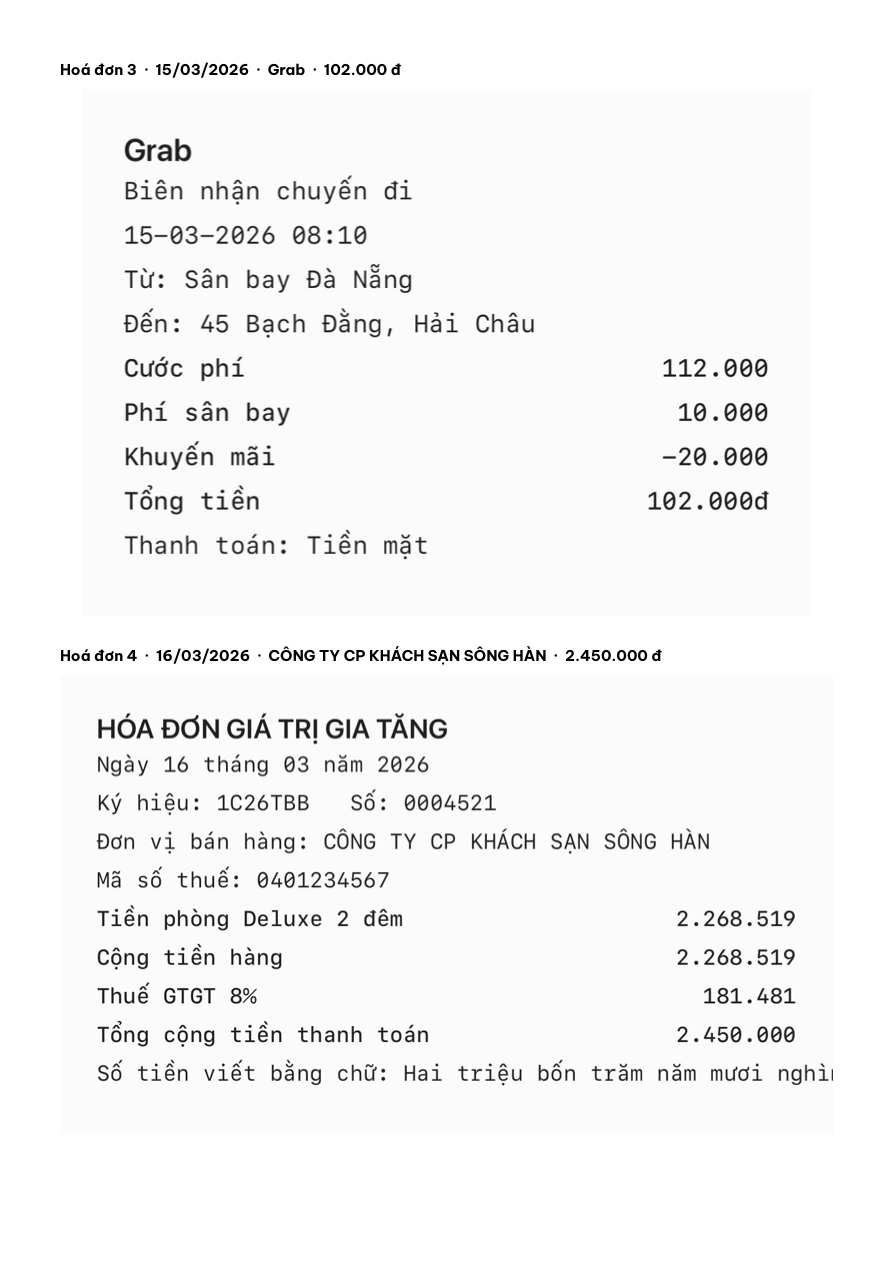 Hoá đơn 3 · 15/03/2026 · Grab · 102.000 đ
Grab
Biên nhận chuyến đi
15-03-2026 08:10
Từ: Sân bay Đà Nẵng
Đến: 45 Bạch Đằng, Hải Châu
Cước phí 112.000
Phí sân bay 10.000
Khuyến mãi -20.000
Tổng tiền 102.000đ
Thanh toán: Tiền mặt
Hoá đơn 4 · 16/03/2026 · CÔNG TY CP KHÁCH SẠN SÔNG HÀN · 2.450.000 đ
HÓA ĐƠN GIÁ TRỊ GIA TĂNG
Ngày 16 tháng 03 năm 2026
Ký hiệu: 1C26TBB Số: 0004521
Đơn vị bán hàng: CÔNG TY CP KHÁCH SẠN SÔNG HÀN
Mã số thuế: 0401234567
Tiền phòng Deluxe 2 đêm 2.268.519
Cộng tiền hàng 2.268.519
Thuế GTGT 8% 181.481
Tổng cộng tiền thanh toán 2.450.000
Số tiền viết bằng chữ: Hai triệu bốn trăm năm mươi